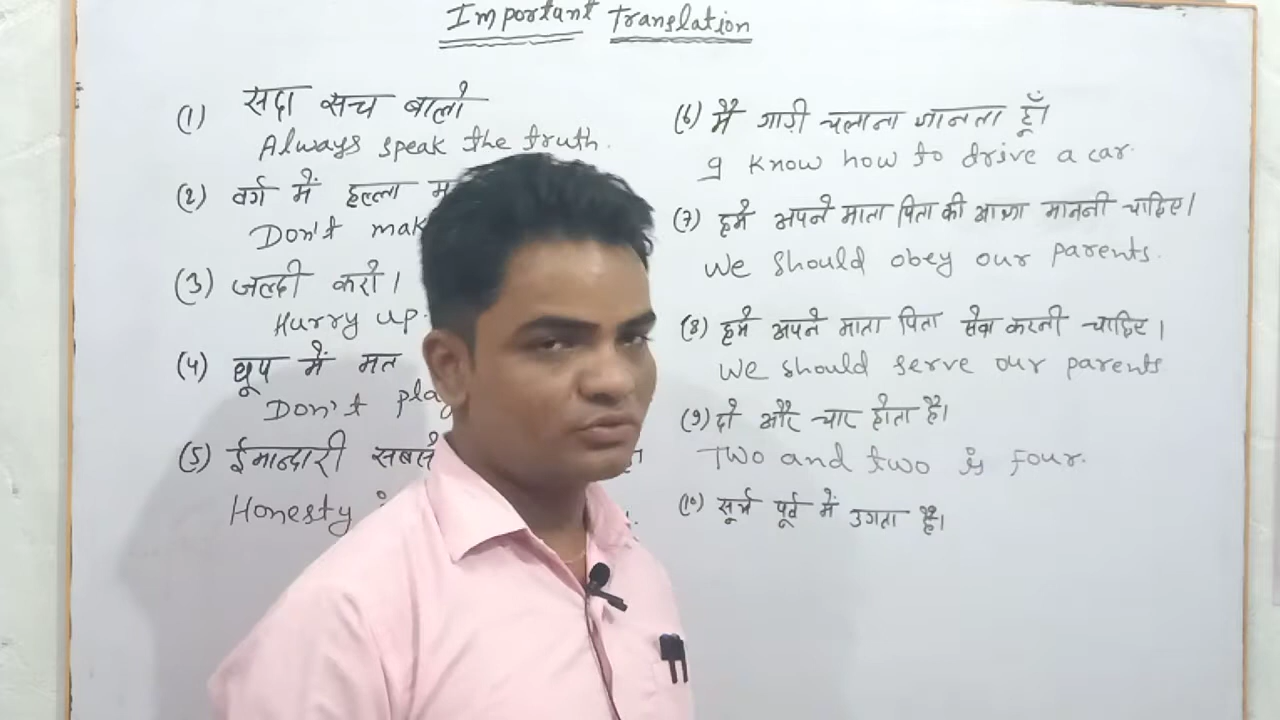 Important Translation
(1) सदा सच बोलो
Always speak the truth.
(2) वर्ग में हल्ला
Don't mak
(3) जल्दी करो।
Hurry up.
(4) धूप में मत
Don't play
(5) ईमान्दारी सबसे
Honesty
(6) मैं गाड़ी चलाना जानता हूँ।
I know how to drive a car.
(7) हमें अपने माता पिता की आज्ञा माननी चाहिए।
We should obey our parents.
(8) हमें अपने माता पिता सेवा करनी चाहिए।
We should serve our parents
(9) दो और चार होता है।
Two and two is four.
(10) सूर्य पूर्व में उगता है।